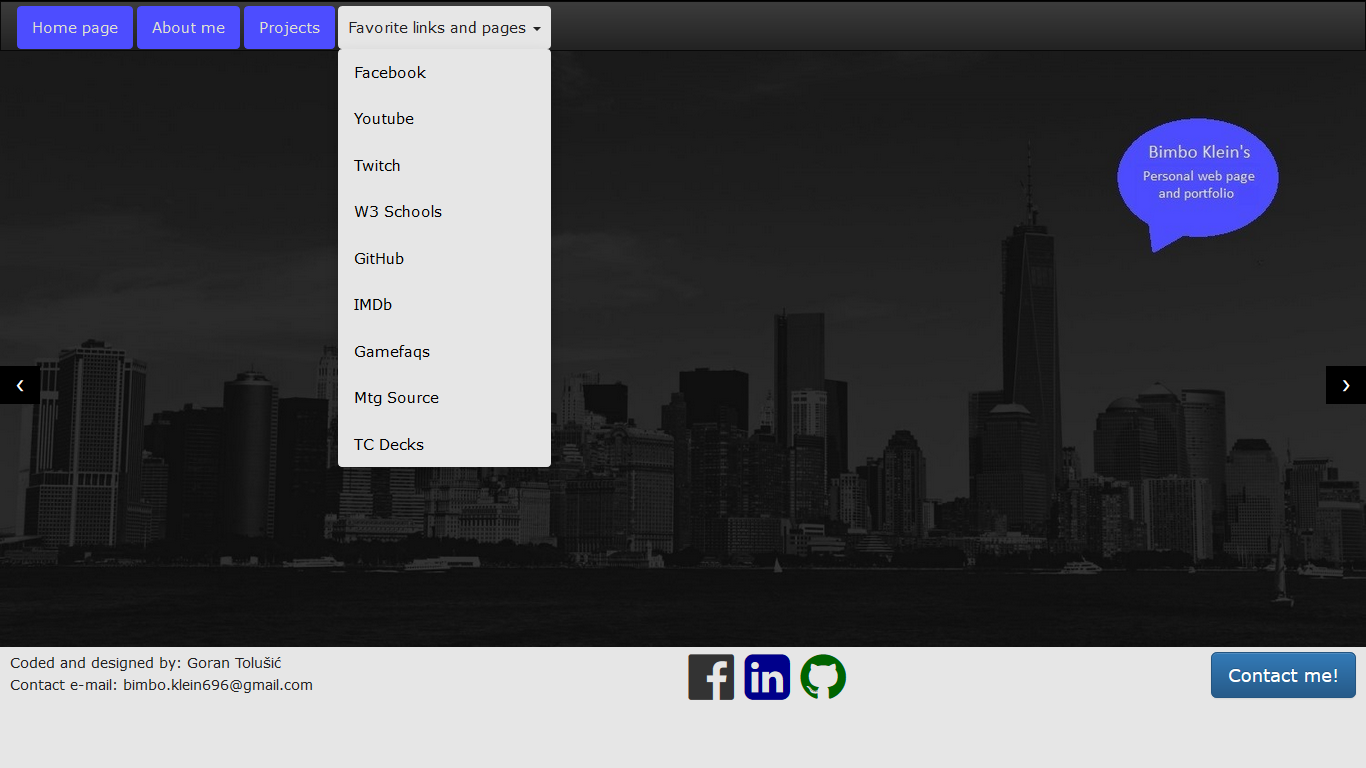 Home page About me Projects Favorite links and pages
Facebook
Youtube
Twitch
W3 Schools
GitHub
IMDb
Gamefaqs
Mtg Source
TC Decks
Bimbo Klein's
Personal web page
and portfolio
‹ ›
Coded and designed by: Goran Tolušić
Contact e-mail: bimbo.klein696@gmail.com
f in
Contact me!